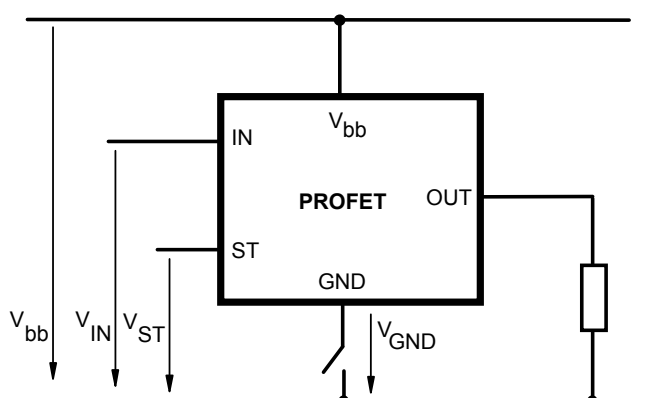 Vbb
IN
PROFET
OUT
ST
GND
Vbb
VIN
VST
VGND